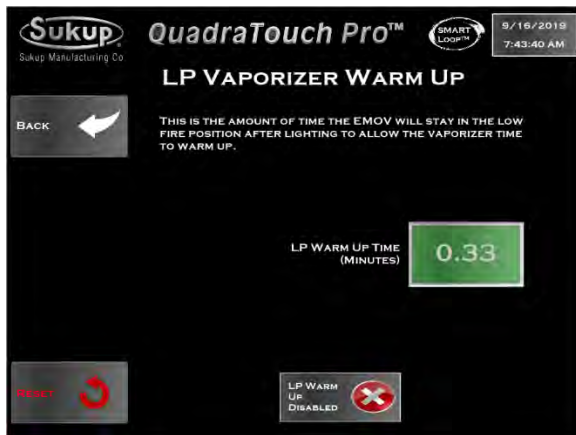 Sukup®
Sukup Manufacturing Co
QuadraTouch Pro™
SMART
LOOP™
9/16/2019
7:43:40 AM
LP VAPORIZER WARM UP
BACK
THIS IS THE AMOUNT OF TIME THE EMOV WILL STAY IN THE LOW
FIRE POSITION AFTER LIGHTING TO ALLOW THE VAPORIZER TIME
TO WARM UP.
LP WARM UP TIME
(MINUTES)
0.33
RESET
LP WARM
UP
DISABLED